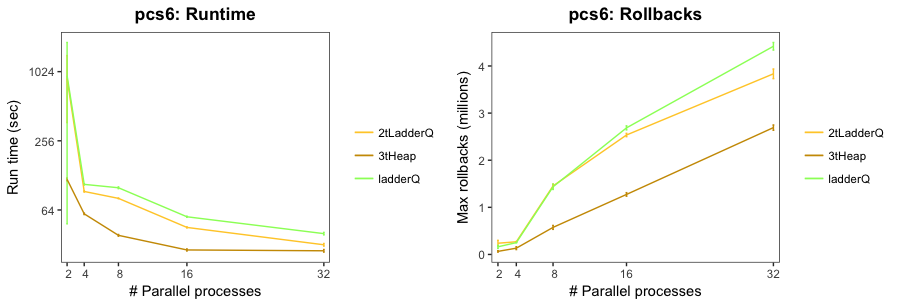 pcs6: Runtime
Run time (sec)
1024
256
64
2 4 8 16 32
# Parallel processes
2tLadderQ
3tHeap
ladderQ
pcs6: Rollbacks
Max rollbacks (millions)
4
3
2
1
0
2 4 8 16 32
# Parallel processes
2tLadderQ
3tHeap
ladderQ